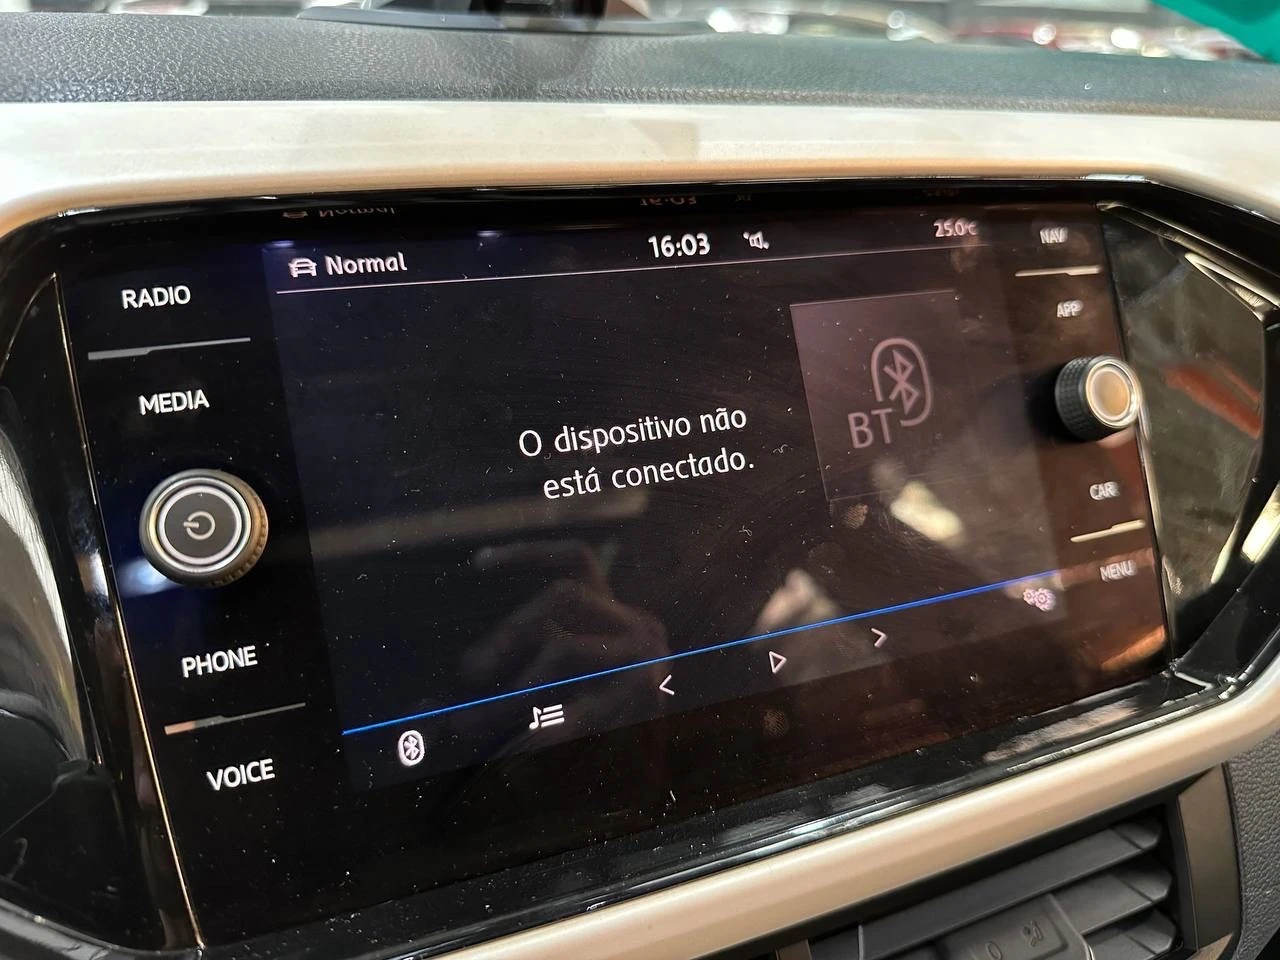 Normal
16:03
25.0°C
NAV
RADIO
APP
MEDIA
O dispositivo não
está conectado.
BT
CAR
MENU
PHONE
VOICE